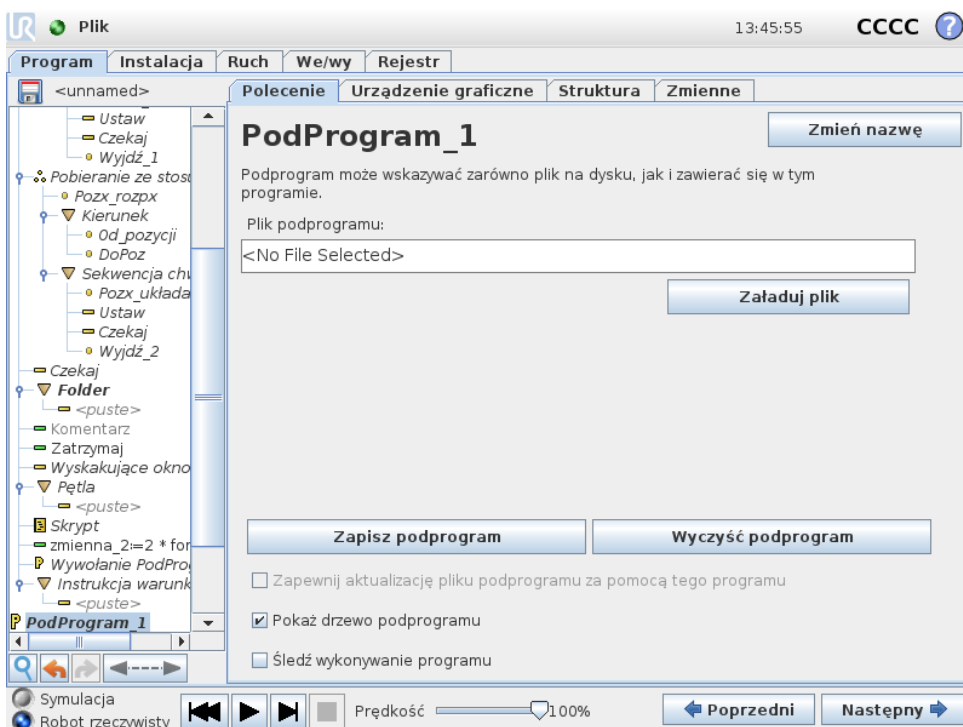 UR Plik 13:45:55 CCCC ?
Program Instalacja Ruch We/wy Rejestr
<unnamed>
Polecenie Urządzenie graficzne Struktura Zmienne
Ustaw
Czekaj
Wyjdź_1
Pobieranie ze stosu
Pozx_rozpx
Kierunek
Od_pozycji
DoPoz
Sekwencja chw
Pozx_układa
Ustaw
Czekaj
Wyjdź_2
Czekaj
Folder
<puste>
Komentarz
Zatrzymaj
Wyskakujące okno
Pętla
<puste>
Skrypt
zmienna_2:=2 * for
Wywołanie PodProg
Instrukcja warunk
<puste>
P PodProgram_1
PodProgram_1
Zmień nazwę
Podprogram może wskazywać zarówno plik na dysku, jak i zawierać się w tym
programie.
Plik podprogramu:
<No File Selected>
Załaduj plik
Zapisz podprogram Wyczyść podprogram
Zapewnij aktualizację pliku podprogramu za pomocą tego programu
Pokaż drzewo podprogramu
Śledź wykonywanie programu
Symulacja
Robot rzeczywisty
Prędkość 100%
Poprzedni Następny